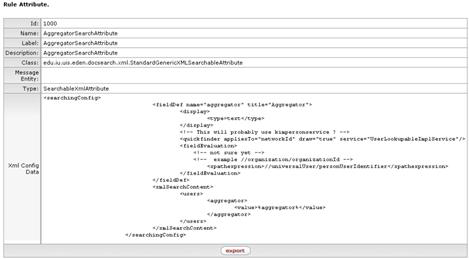 Rule Attribute.
Id: 1000
Name: AggregatorSearchAttribute
Label: AggregatorSearchAttribute
Description: AggregatorSearchAttribute
Class: edu.iu.uis.eden.docsearch.xml.StandardGenericXMLSearchableAttribute
Message Entity:
Type: SearchableXmlAttribute
Xml Config Data
<searchingConfig>
<fieldDef name="aggregator" title="Aggregator">
<display>
<type>text</type>
</display>
<!-- This will probably use kimpersonservice ? -->
<quickfinder appliesTo="networkId" draw="true" service="UserLookupableImplService"/>
<fieldEvaluation>
<!-- not sure yet -->
<!-- example //organization/organizationId -->
<xpathexpression>//universalUser/personUserIdentifier</xpathexpression>
</fieldEvaluation>
</fieldDef>
<xmlSearchContent>
<users>
<aggregator>
<value>%aggregator%</value>
</aggregator>
</users>
</xmlSearchContent>
</searchingConfig>
export